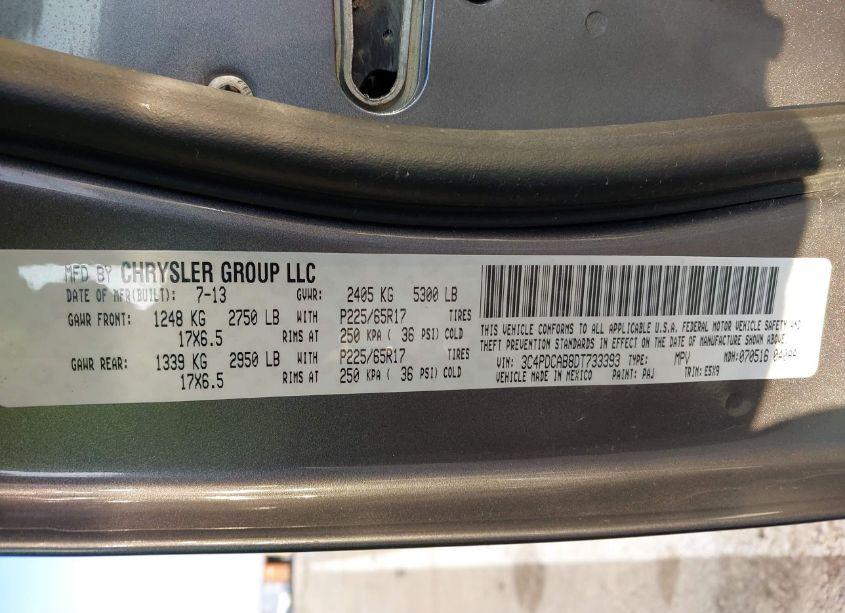 MFD BY CHRYSLER GROUP LLC
DATE OF MFR(BUILT): 7-13 GVWR: 2405 KG 5300 LB
GAWR FRONT: 1248 KG 2750 LB WITH P225/65R17 TIRES
17X6.5 RIMS AT 250 KPA ( 36 PSI) COLD
GAWR REAR: 1339 KG 2950 LB WITH P225/65R17 TIRES
17X6.5 RIMS AT 250 KPA ( 36 PSI) COLD
THIS VEHICLE CONFORMS TO ALL APPLICABLE U.S.A. FEDERAL MOTOR VEHICLE SAFETY AND
THEFT PREVENTION STANDARDS IN EFFECT ON THE DATE OF MANUFACTURE SHOWN ABOVE.
VIN: 3C4PDCAB8DT733393 TYPE: MPV MDH: 070516 040AA
VEHICLE MADE IN MEXICO PAINT: PAJ TRIM: E5X9